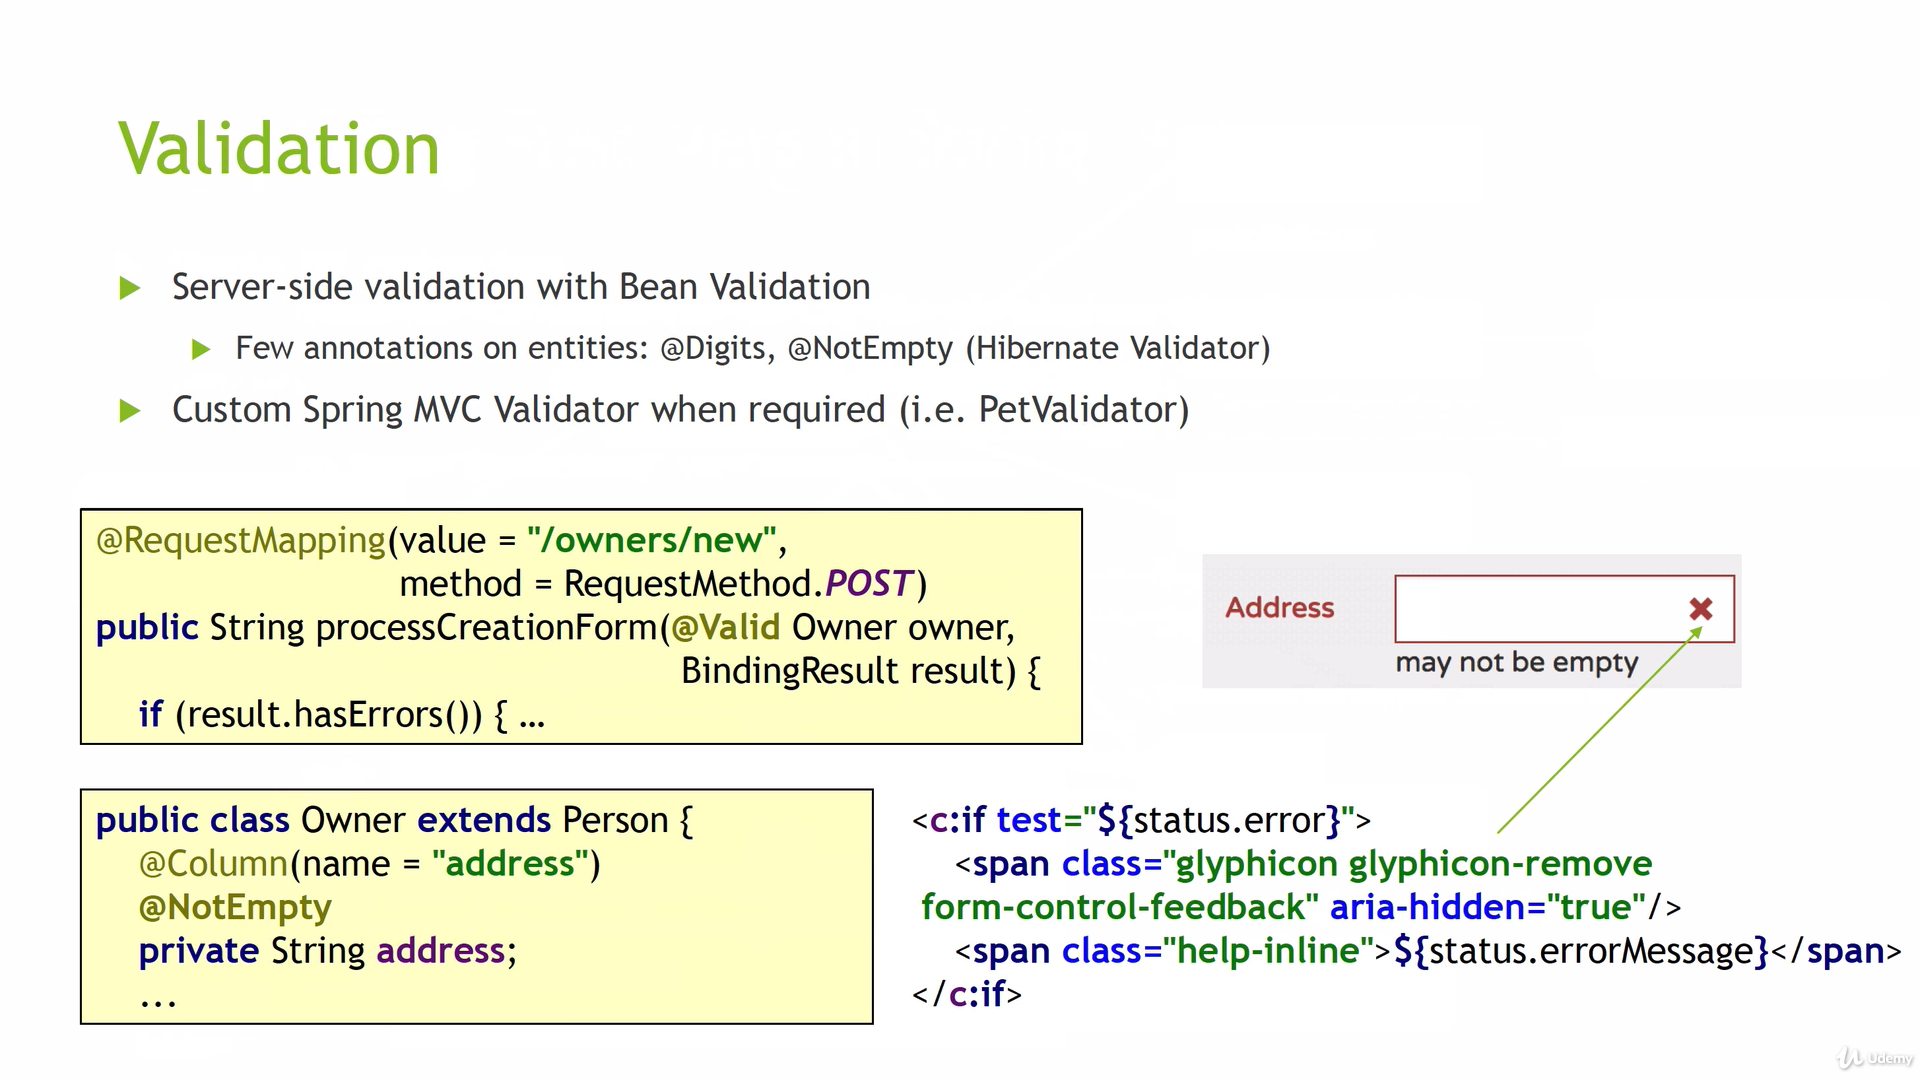 Validation
Server-side validation with Bean Validation
Few annotations on entities: @Digits, @NotEmpty (Hibernate Validator)
Custom Spring MVC Validator when required (i.e. PetValidator)
@RequestMapping(value = "/owners/new",
method = RequestMethod.POST)
public String processCreationForm(@Valid Owner owner,
BindingResult result) {
if (result.hasErrors()) { …
Address
may not be empty
public class Owner extends Person {
@Column(name = "address")
@NotEmpty
private String address;
...
<c:if test="${status.error}">
<span class="glyphicon glyphicon-remove
form-control-feedback" aria-hidden="true"/>
<span class="help-inline">${status.errorMessage}</span>
</c:if>
Udemy